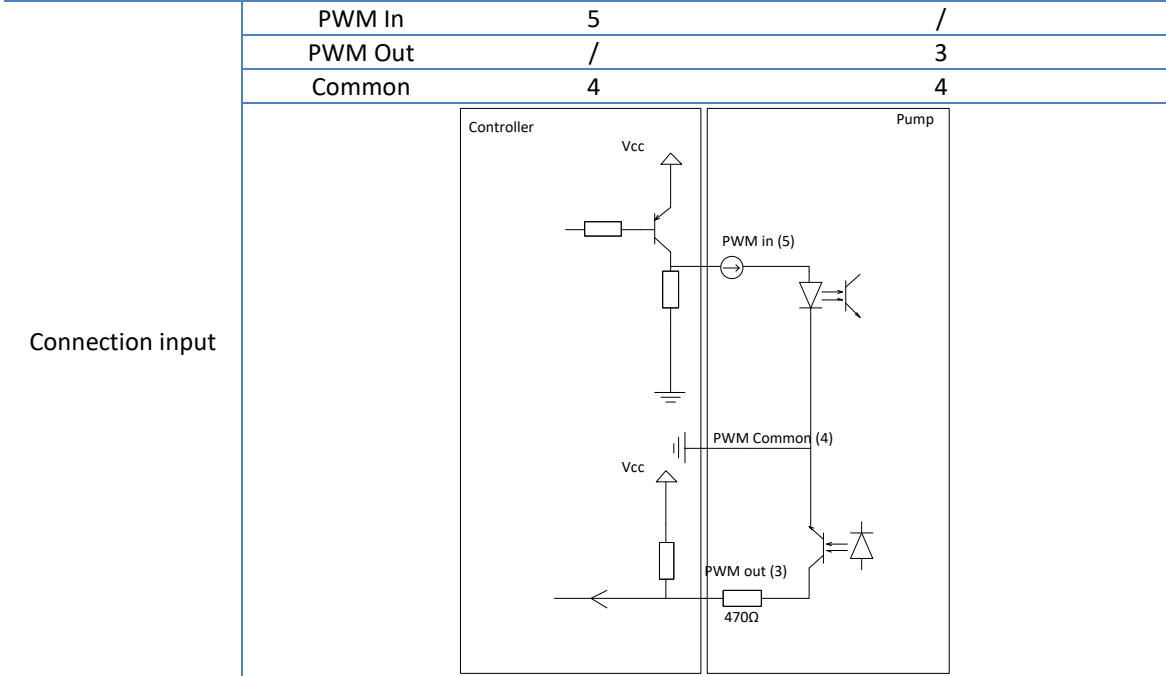 PWM In 5 /
PWM Out / 3
Common 4 4
Connection input
Controller
Pump
Vcc
PWM in (5)
PWM Common (4)
Vcc
PWM out (3)
470Ω